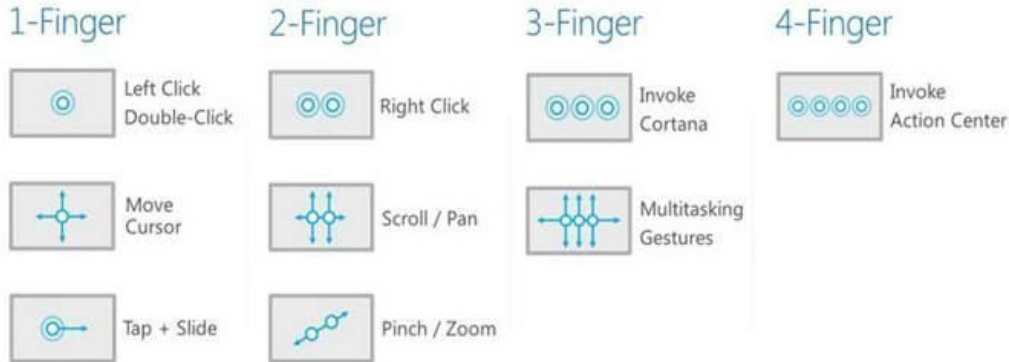 1-Finger
2-Finger
3-Finger
4-Finger
Left Click
Double-Click
Right Click
Invoke
Cortana
Invoke
Action Center
Move
Cursor
Scroll / Pan
Multitasking
Gestures
Tap + Slide
Pinch / Zoom